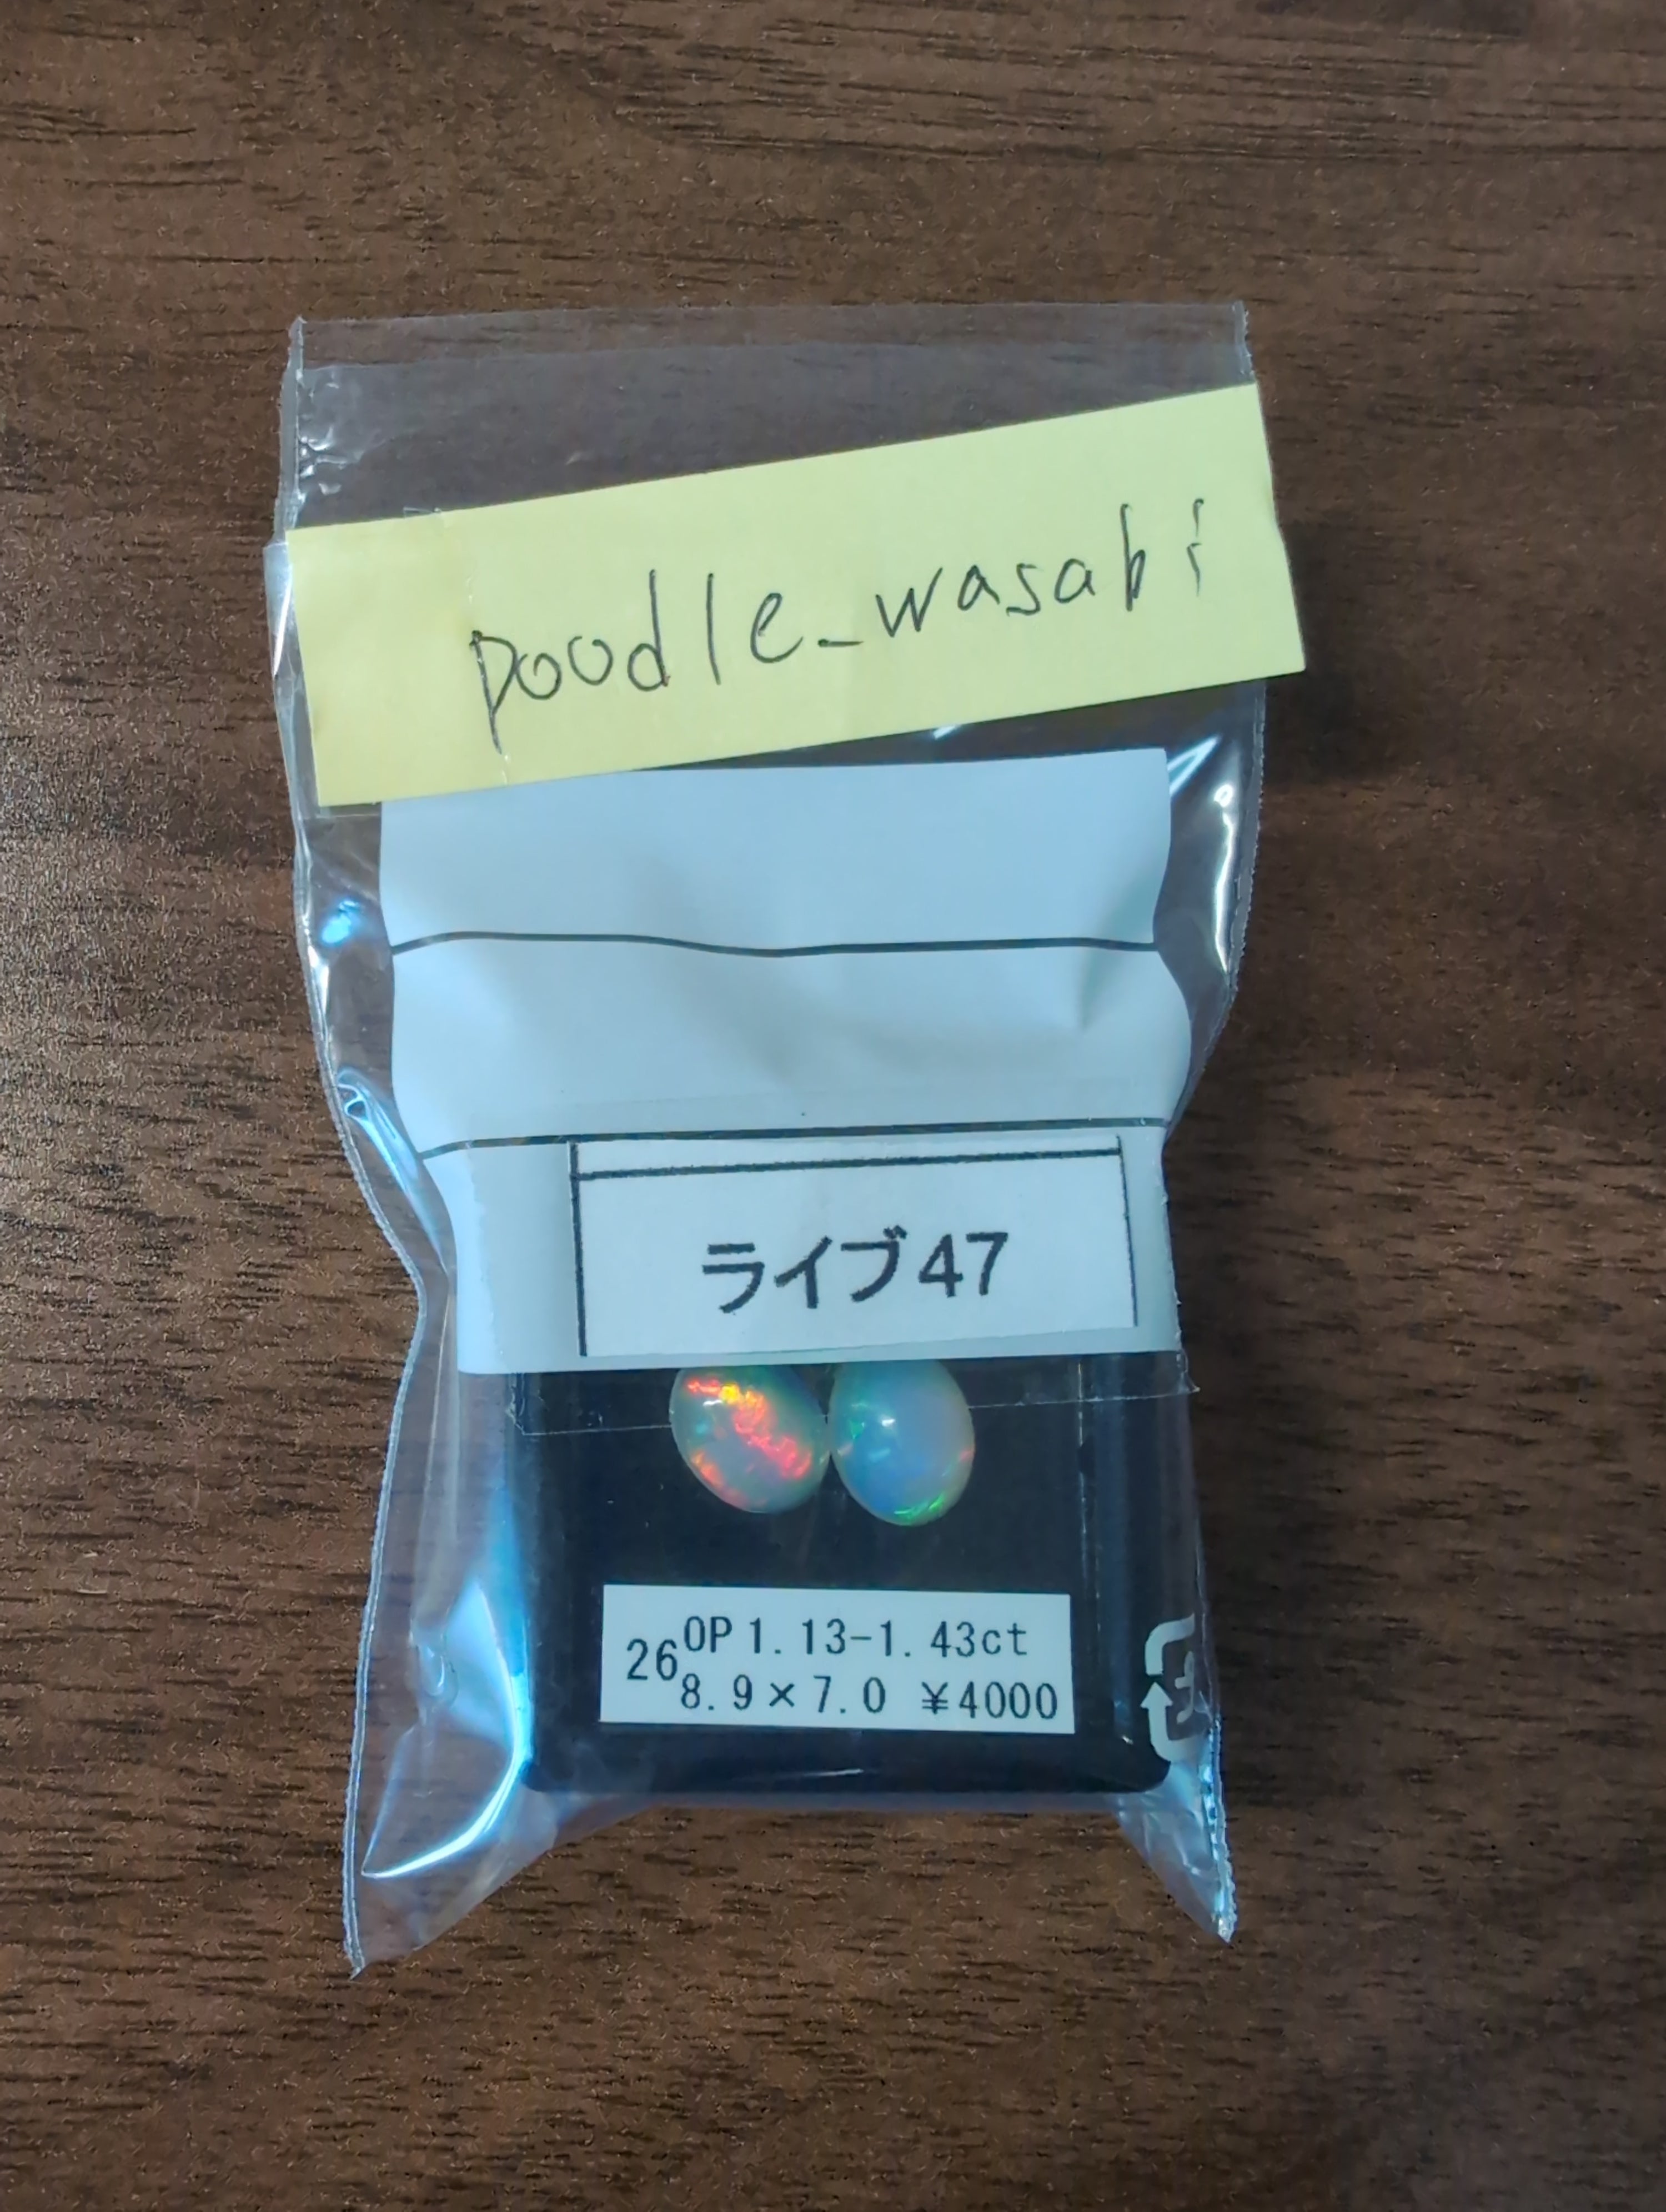 poodle_wasabi
ライブ47
26 OP 1.13-1.43ct
8.9×7.0 ¥4000